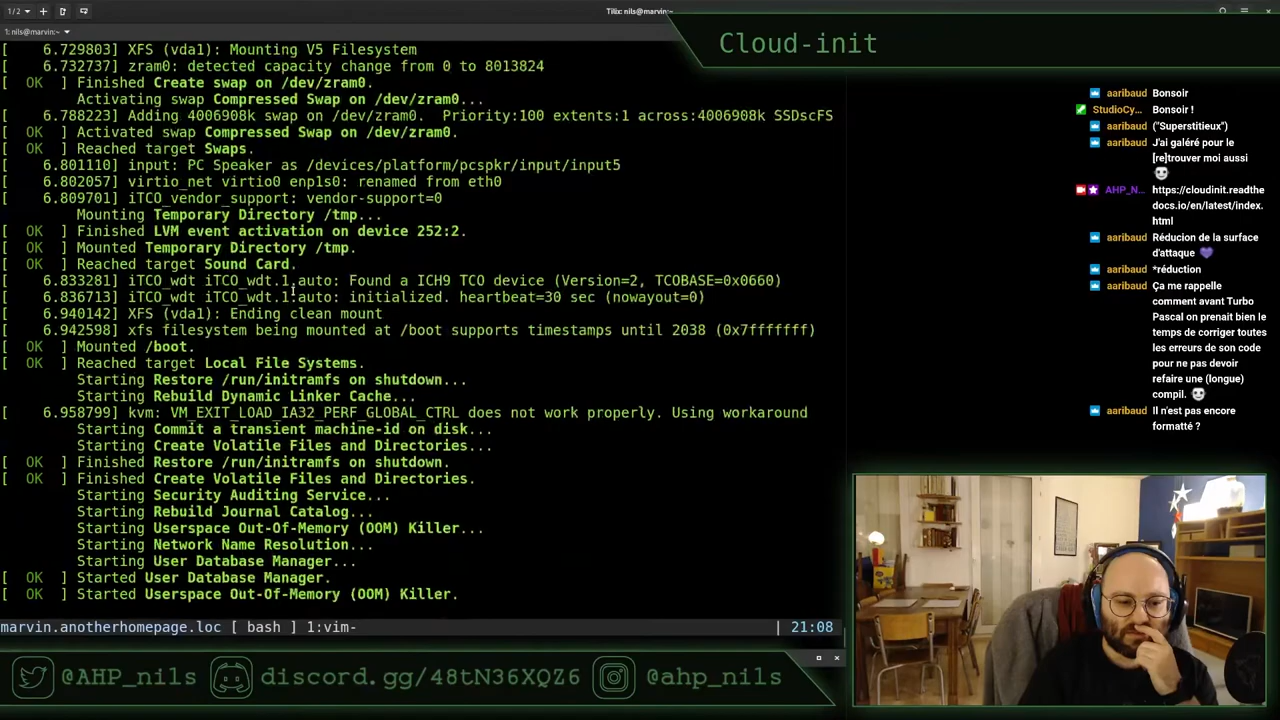 1/2
Tilix: nils@marvin:~
1: nils@marvin:~
Cloud-init
[    6.729803] XFS (vda1): Mounting V5 Filesystem
[    6.732737] zram0: detected capacity change from 0 to 8013824
[  OK  ] Finished Create swap on /dev/zram0.
Activating swap Compressed Swap on /dev/zram0...
[    6.788223] Adding 4006908k swap on /dev/zram0.  Priority:100 extents:1 across:4006908k SSDscFS
[  OK  ] Activated swap Compressed Swap on /dev/zram0.
[  OK  ] Reached target Swaps.
[    6.801110] input: PC Speaker as /devices/platform/pcspkr/input/input5
[    6.802057] virtio_net virtio0 enp1s0: renamed from eth0
[    6.809701] iTCO_vendor_support: vendor-support=0
Mounting Temporary Directory /tmp...
[  OK  ] Finished LVM event activation on device 252:2.
[  OK  ] Mounted Temporary Directory /tmp.
[  OK  ] Reached target Sound Card.
[    6.833281] iTCO_wdt iTCO_wdt.1.auto: Found a ICH9 TCO device (Version=2, TCOBASE=0x0660)
[    6.836713] iTCO_wdt iTCO_wdt.1.auto: initialized. heartbeat=30 sec (nowayout=0)
[    6.940142] XFS (vda1): Ending clean mount
[    6.942598] xfs filesystem being mounted at /boot supports timestamps until 2038 (0x7fffffff)
[  OK  ] Mounted /boot.
[  OK  ] Reached target Local File Systems.
Starting Restore /run/initramfs on shutdown...
Starting Rebuild Dynamic Linker Cache...
[    6.958799] kvm: VM_EXIT_LOAD_IA32_PERF_GLOBAL_CTRL does not work properly. Using workaround
Starting Commit a transient machine-id on disk...
Starting Create Volatile Files and Directories...
[  OK  ] Finished Restore /run/initramfs on shutdown.
[  OK  ] Finished Create Volatile Files and Directories.
Starting Security Auditing Service...
Starting Rebuild Journal Catalog...
Starting Userspace Out-Of-Memory (OOM) Killer...
Starting Network Name Resolution...
Starting User Database Manager...
[  OK  ] Started User Database Manager.
[  OK  ] Started Userspace Out-Of-Memory (OOM) Killer.
marvin.anotherhomepage.loc [ bash ] 1:vim- | 21:08
aaribaud Bonsoir
StudioCy... Bonsoir !
aaribaud ("Superstitieux")
aaribaud J'ai galéré pour le
[re]trouver moi aussi
AHP_N... https://cloudinit.readthe
docs.io/en/latest/index.
html
aaribaud Réducion de la surface
d'attaque
aaribaud *réduction
aaribaud Ça me rappelle
comment avant Turbo
Pascal on prenait bien le
temps de corriger toutes
les erreurs de son code
pour ne pas devoir
refaire une (longue)
compil.
aaribaud Il n'est pas encore
formatté ?
@AHP_nils discord.gg/48tN36XQZ6 @ahp_nils